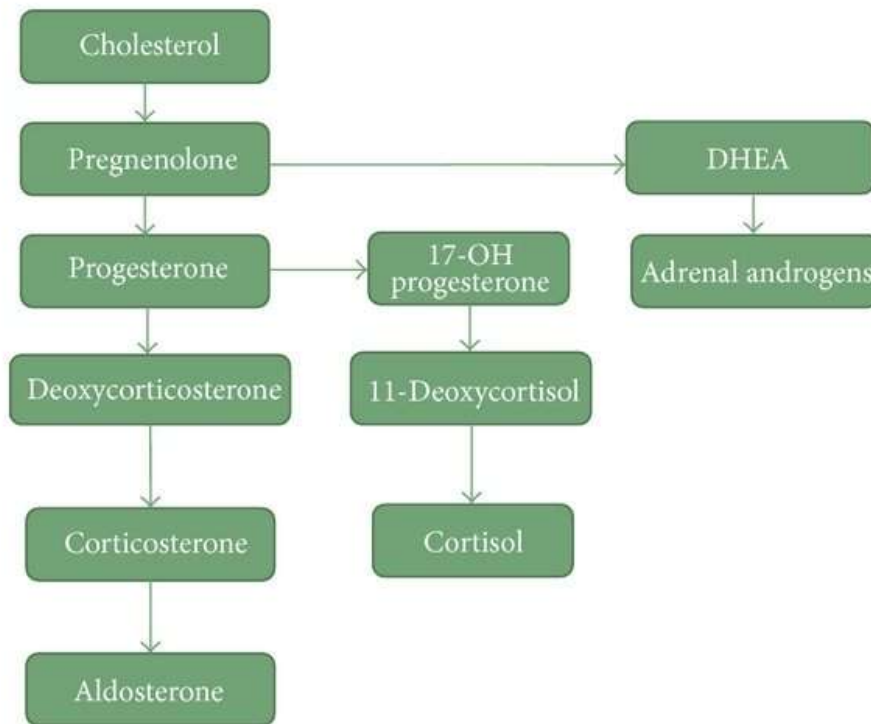 Cholesterol
Pregnenolone
DHEA
Progesterone
17-OH
progesterone
Adrenal androgens
Deoxycorticosterone
11-Deoxycortisol
Corticosterone
Cortisol
Aldosterone